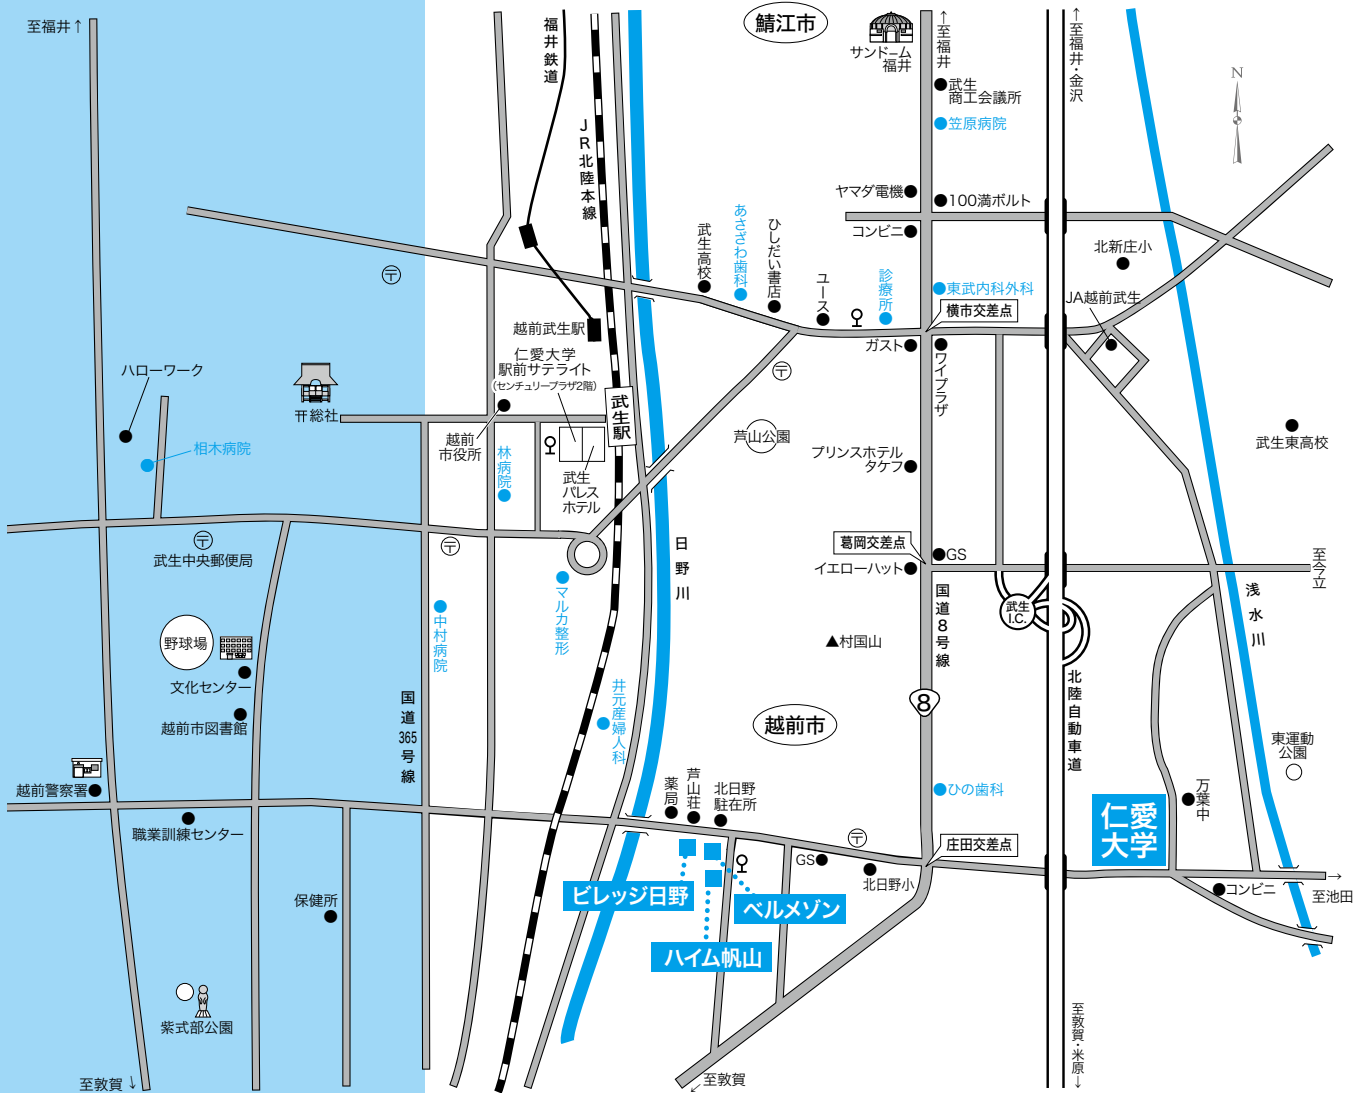 至福井↑
福井鉄道
JR北陸本線
鯖江市
サンドーム
福井
↑至福井
↑至福井・金沢
N
武生
商工会議所
笠原病院
ヤマダ電機
100満ボルト
コンビニ
北新庄小
武生高校
あさざわ歯科
ひしだい書店
ユース
診療所
東武内科外科
横市交差点
JA越前武生
ガスト
ワイプラザ
越前武生駅
仁愛大学
駅前サテライト
(センチュリープラザ2階)
武生駅
ハローワーク
総社
相木病院
越前
市役所
林病院
武生
パレス
ホテル
芦山公園
プリンスホテル
タケフ
武生東高校
〒
〒
〒
〒
〒
武生中央郵便局
葛岡交差点
GS
イエローハット
至今立
日野川
マルカ整形
中村病院
野球場
文化センター
越前市図書館
国道365号線
井元産婦人科
▲村国山
国道8号線
8
武生
I.C.
浅水川
北陸自動車道
越前市
東運動
公園
万葉中
仁愛
大学
越前警察署
職業訓練センター
薬局
芦山荘
北日野
駐在所
ひの歯科
庄田交差点
GS
北日野小
コンビニ
→
至池田
ビレッジ日野
ベルメゾン
ハイム帆山
保健所
紫式部公園
至敦賀↓
至敦賀
至敦賀・米原↓